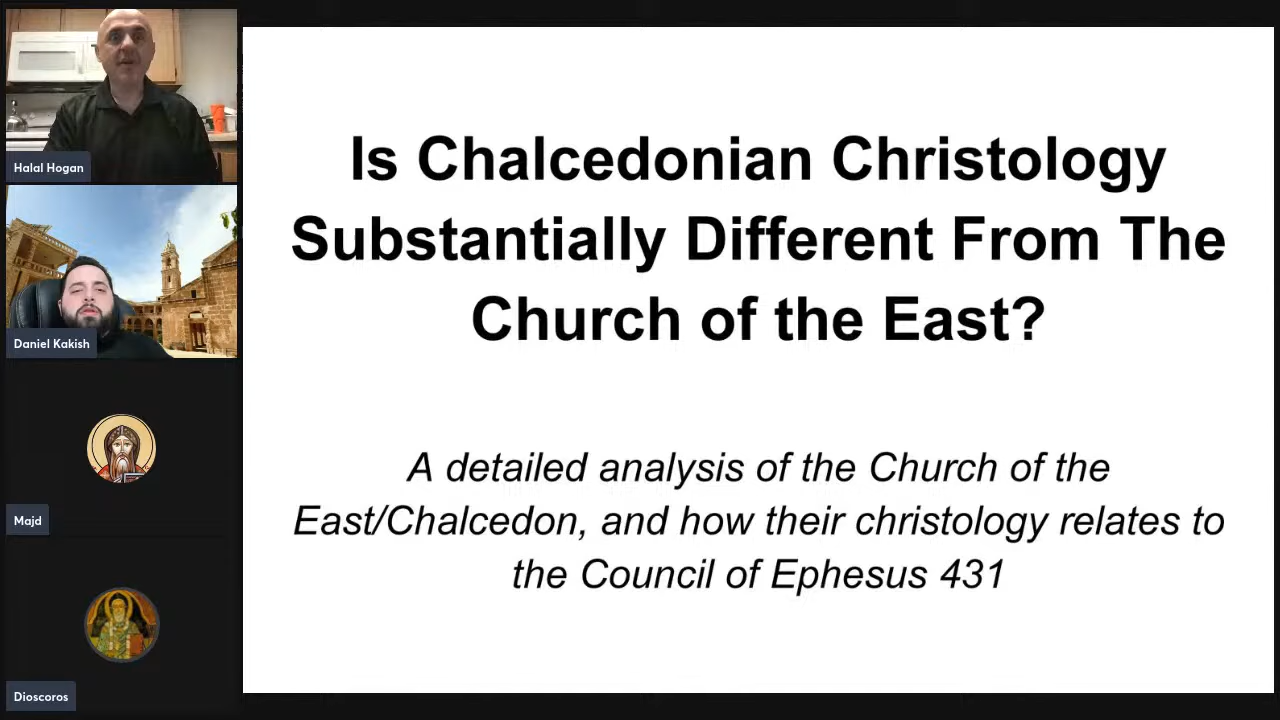 Halal Hogan
Daniel Kakish
Majd
Dioscoros
Is Chalcedonian Christology
Substantially Different From The
Church of the East?
A detailed analysis of the Church of the
East/Chalcedon, and how their christology relates to
the Council of Ephesus 431